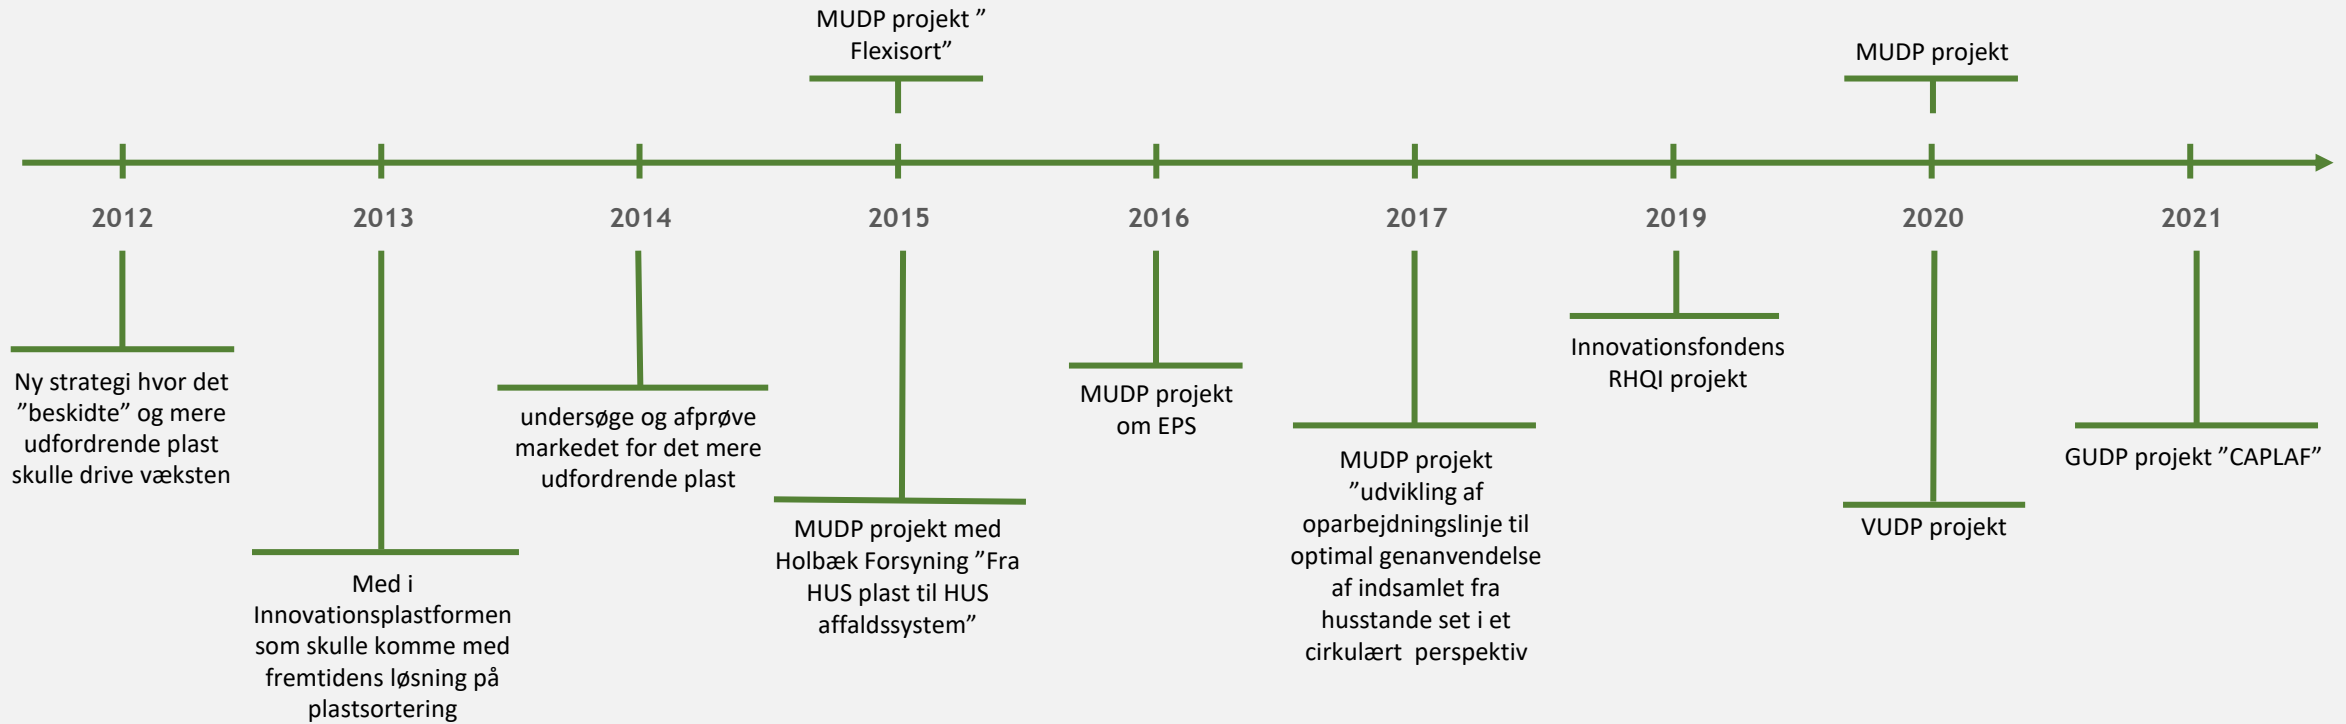 MUDP projekt ”
Flexisort”
MUDP projekt
2012
2013
2014
2015
2016
2017
2019
2020
2021
Ny strategi hvor det
”beskidte” og mere
udfordrende plast
skulle drive væksten
Med i
Innovationsplastformen
som skulle komme med
fremtidens løsning på
plastsortering
undersøge og afprøve
markedet for det mere
udfordrende plast
MUDP projekt med
Holbæk Forsyning ”Fra
HUS plast til HUS
affaldssystem”
MUDP projekt
om EPS
MUDP projekt
”udvikling af
oparbejdningslinje til
optimal genanvendelse
af indsamlet fra
husstande set i et
cirkulært perspektiv
Innovationsfondens
RHQI projekt
VUDP projekt
GUDP projekt ”CAPLAF”